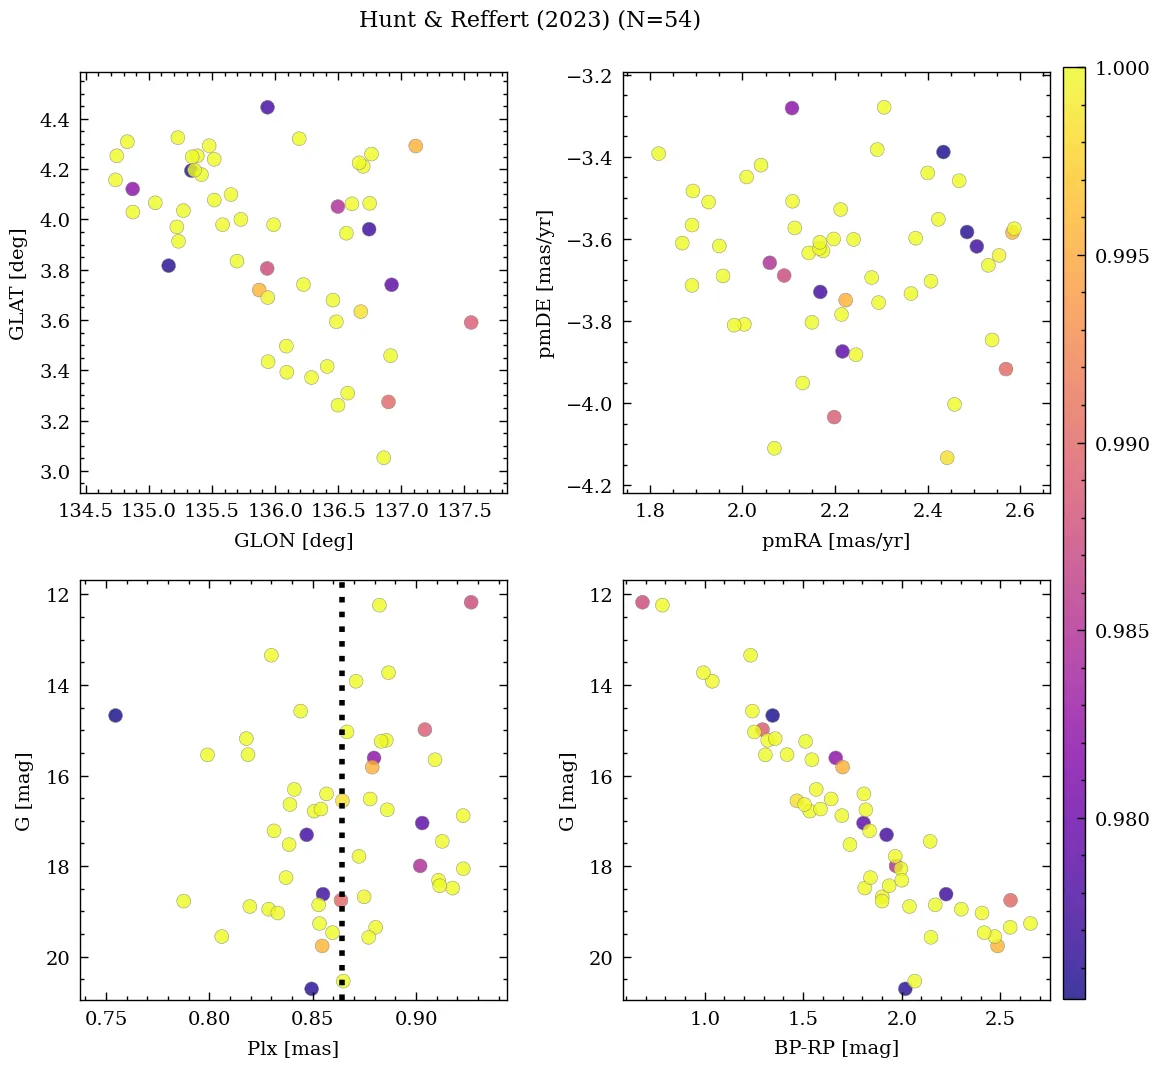 Hunt & Reffert (2023) (N=54)
4.4
4.2
4.0
3.8
3.6
3.4
3.2
3.0
GLAT [deg]
134.5 135.0 135.5 136.0 136.5 137.0 137.5
GLON [deg]
−3.2
−3.4
−3.6
−3.8
−4.0
−4.2
pmDE [mas/yr]
1.8 2.0 2.2 2.4 2.6
pmRA [mas/yr]
12
14
16
18
20
G [mag]
0.75 0.80 0.85 0.90
Plx [mas]
12
14
16
18
20
G [mag]
1.0 1.5 2.0 2.5
BP-RP [mag]
1.000
0.995
0.990
0.985
0.980